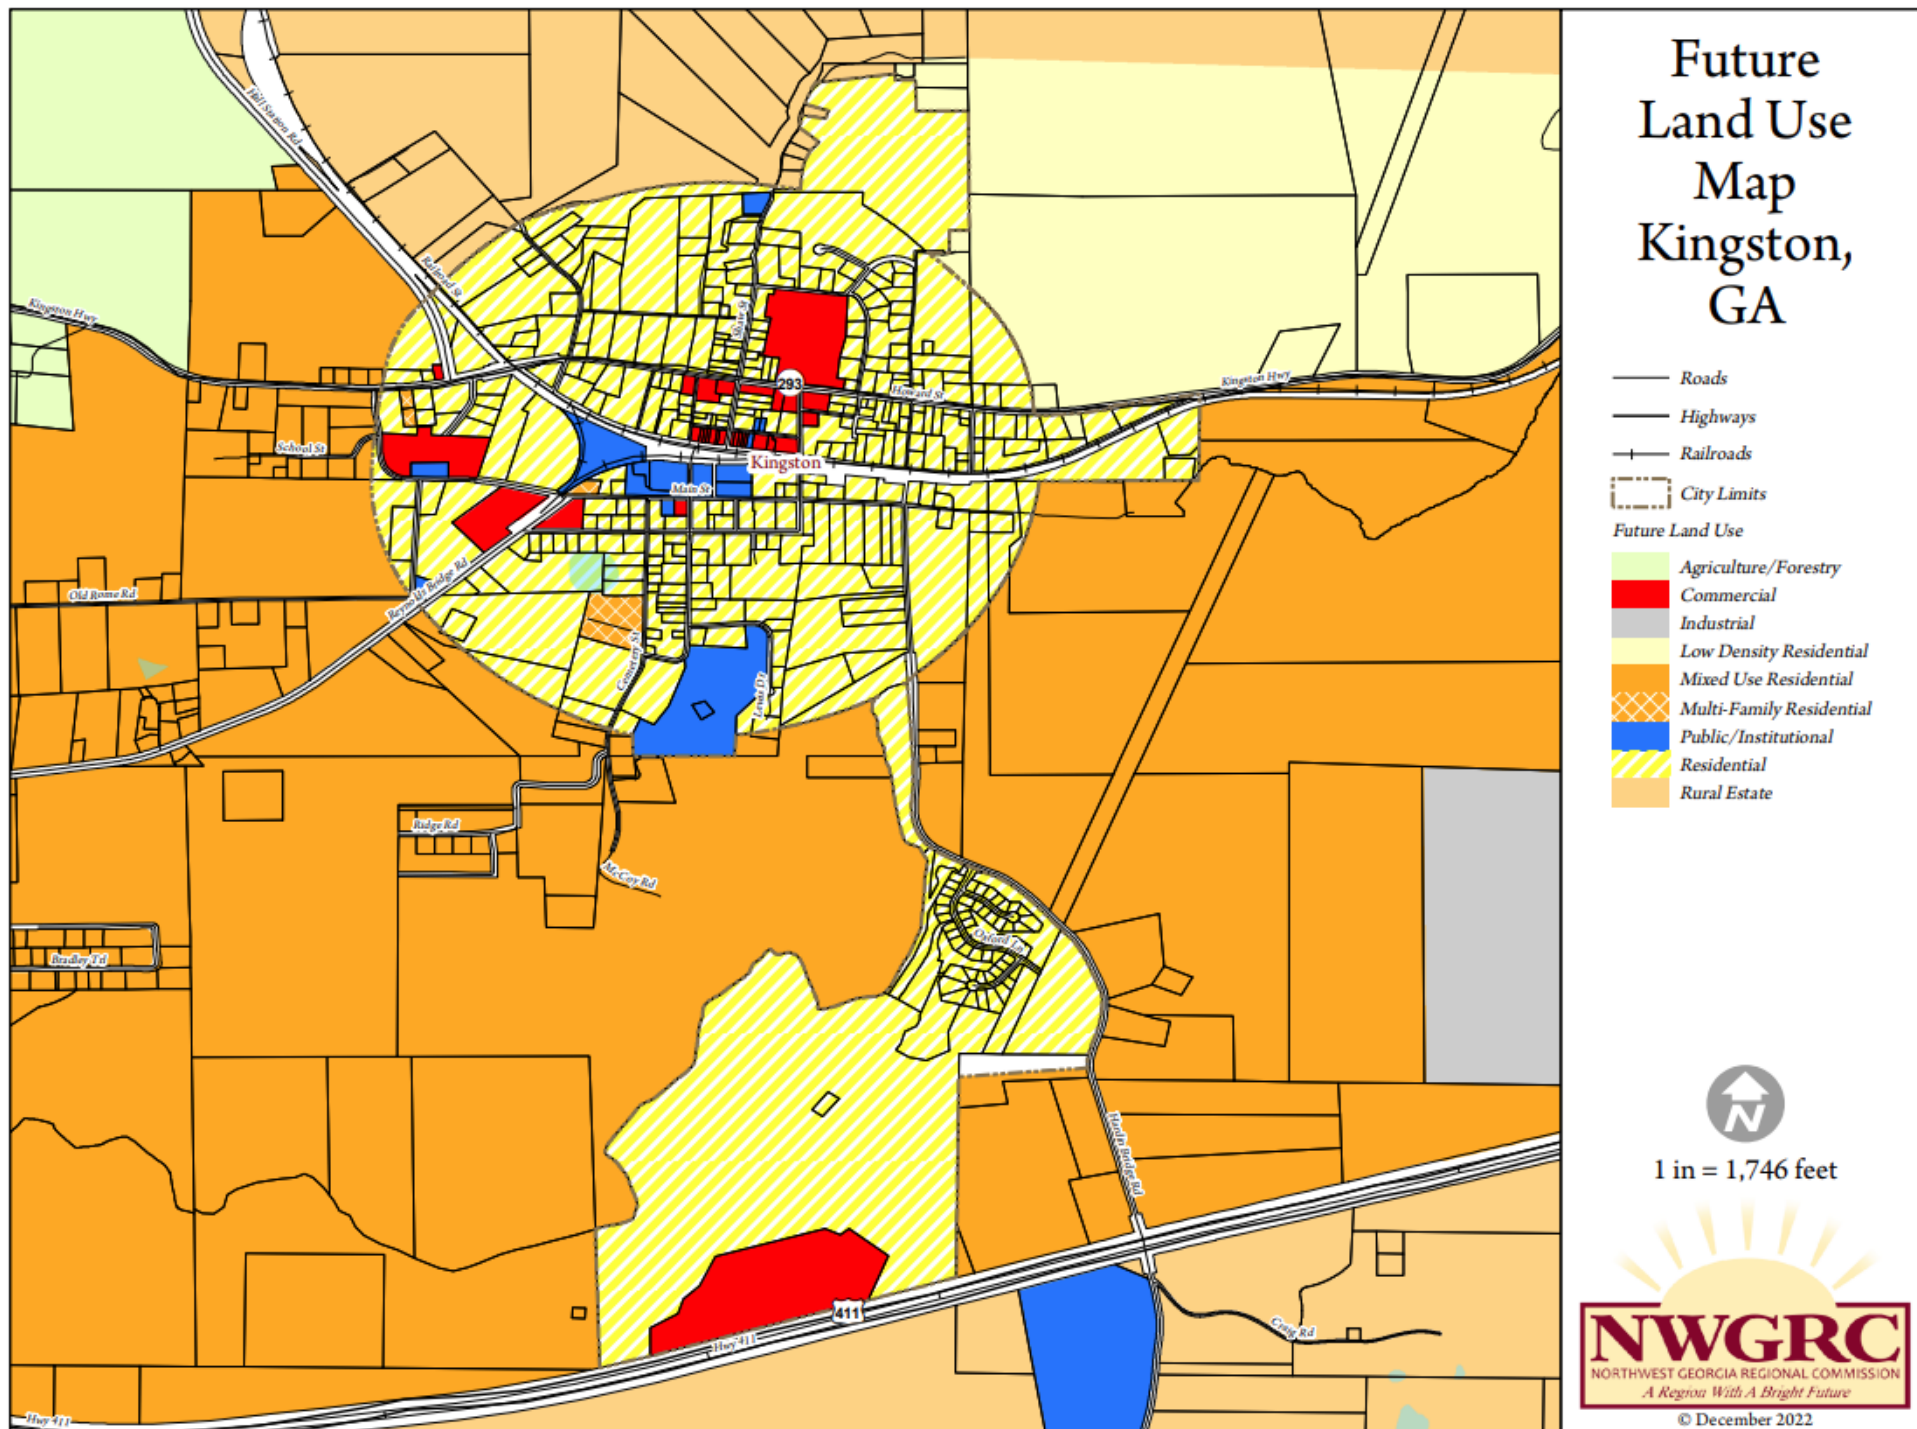 Future
Land Use
Map
Kingston,
GA
Roads
Highways
Railroads
City Limits
Future Land Use
Agriculture/Forestry
Commercial
Industrial
Low Density Residential
Mixed Use Residential
Multi-Family Residential
Public/Institutional
Residential
Rural Estate
N
1 in = 1,746 feet
NWGRC
NORTHWEST GEORGIA REGIONAL COMMISSION
A Region With A Bright Future
© December 2022
Hall Station Rd
Railroad St
Kingston Hwy
Shaw St
293
Howard St
Kingston Hwy
School St
Kingston
Main St
Old Rome Rd
Reynolds Bridge Rd
Cemetery St
Lewis Dr
Ridge Rd
McCoy Rd
Oxford Ln
Bradley Trl
Hardin Bridge Rd
411
Hwy 411
Craig Rd
Hwy 411